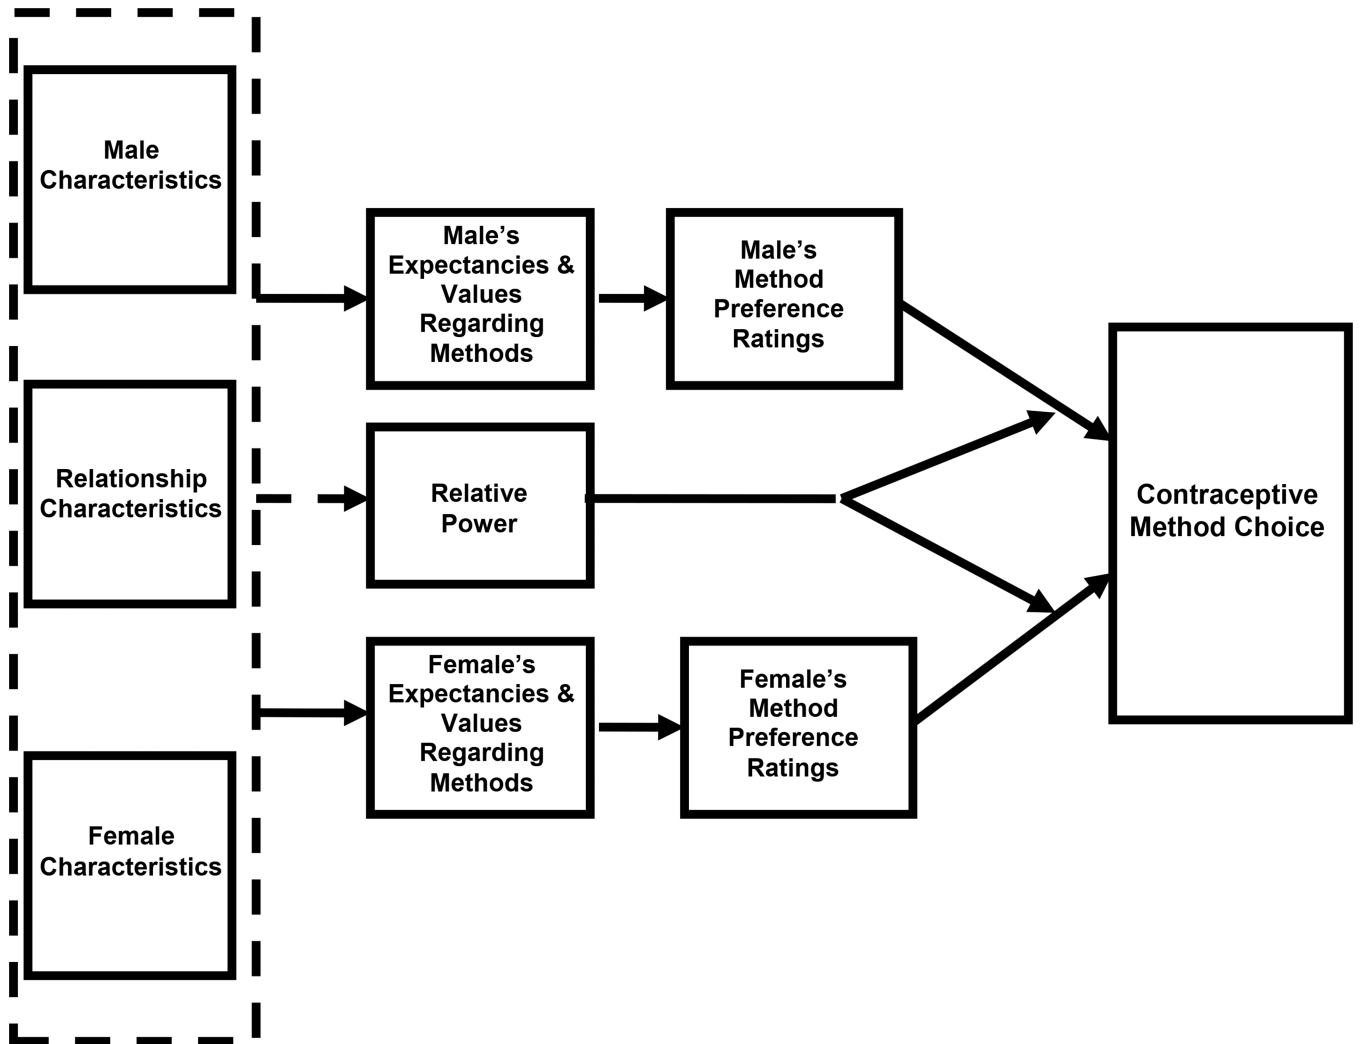 Male
Characteristics
Relationship
Characteristics
Female
Characteristics
Male’s
Expectancies &
Values
Regarding
Methods
Male’s
Method
Preference
Ratings
Relative
Power
Female’s
Expectancies &
Values
Regarding
Methods
Female’s
Method
Preference
Ratings
Contraceptive
Method Choice